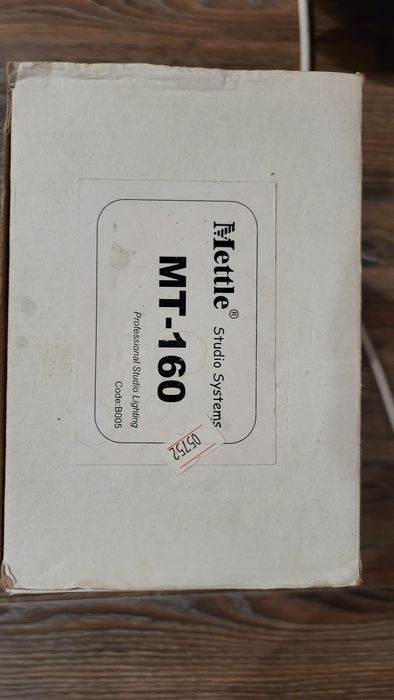 Mettle® Studio Systems
MT-160
Professional Studio Lighting
Code:B005
05752